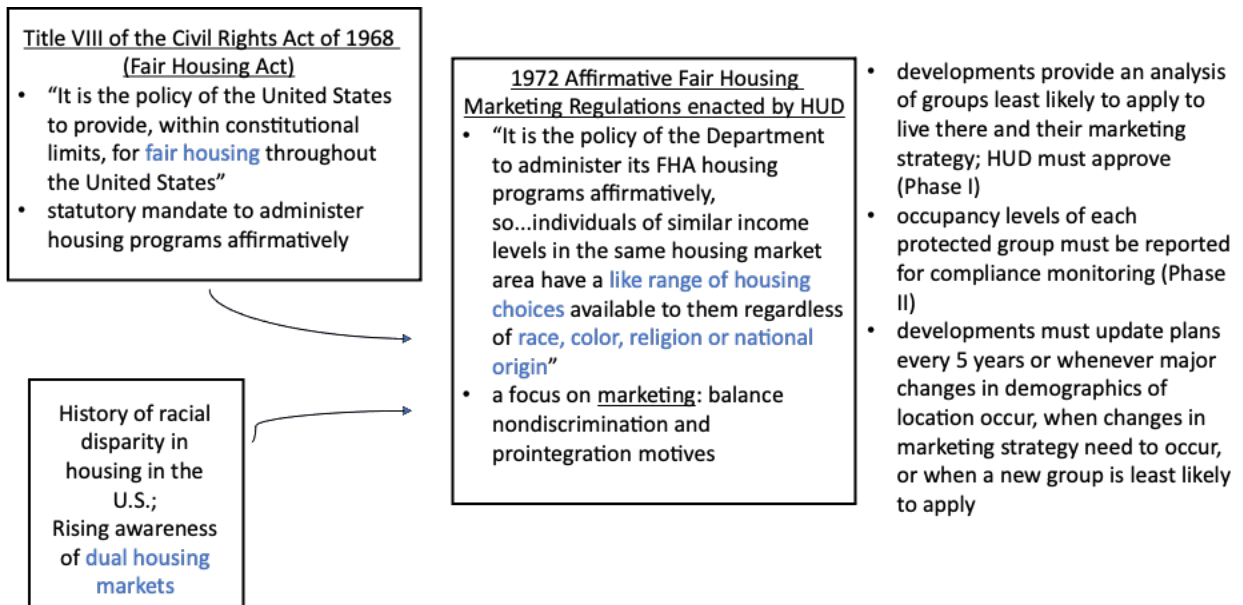 Title VIII of the Civil Rights Act of 1968
(Fair Housing Act)
• “It is the policy of the United States
to provide, within constitutional
limits, for fair housing throughout
the United States”
• statutory mandate to administer
housing programs affirmatively
History of racial
disparity in
housing in the
U.S.;
Rising awareness
of dual housing
markets
1972 Affirmative Fair Housing
Marketing Regulations enacted by HUD
• “It is the policy of the Department
to administer its FHA housing
programs affirmatively,
so...individuals of similar income
levels in the same housing market
area have a like range of housing
choices available to them regardless
of race, color, religion or national
origin”
• a focus on marketing: balance
nondiscrimination and
prointegration motives
• developments provide an analysis
of groups least likely to apply to
live there and their marketing
strategy; HUD must approve
(Phase I)
• occupancy levels of each
protected group must be reported
for compliance monitoring (Phase
II)
• developments must update plans
every 5 years or whenever major
changes in demographics of
location occur, when changes in
marketing strategy need to occur,
or when a new group is least likely
to apply